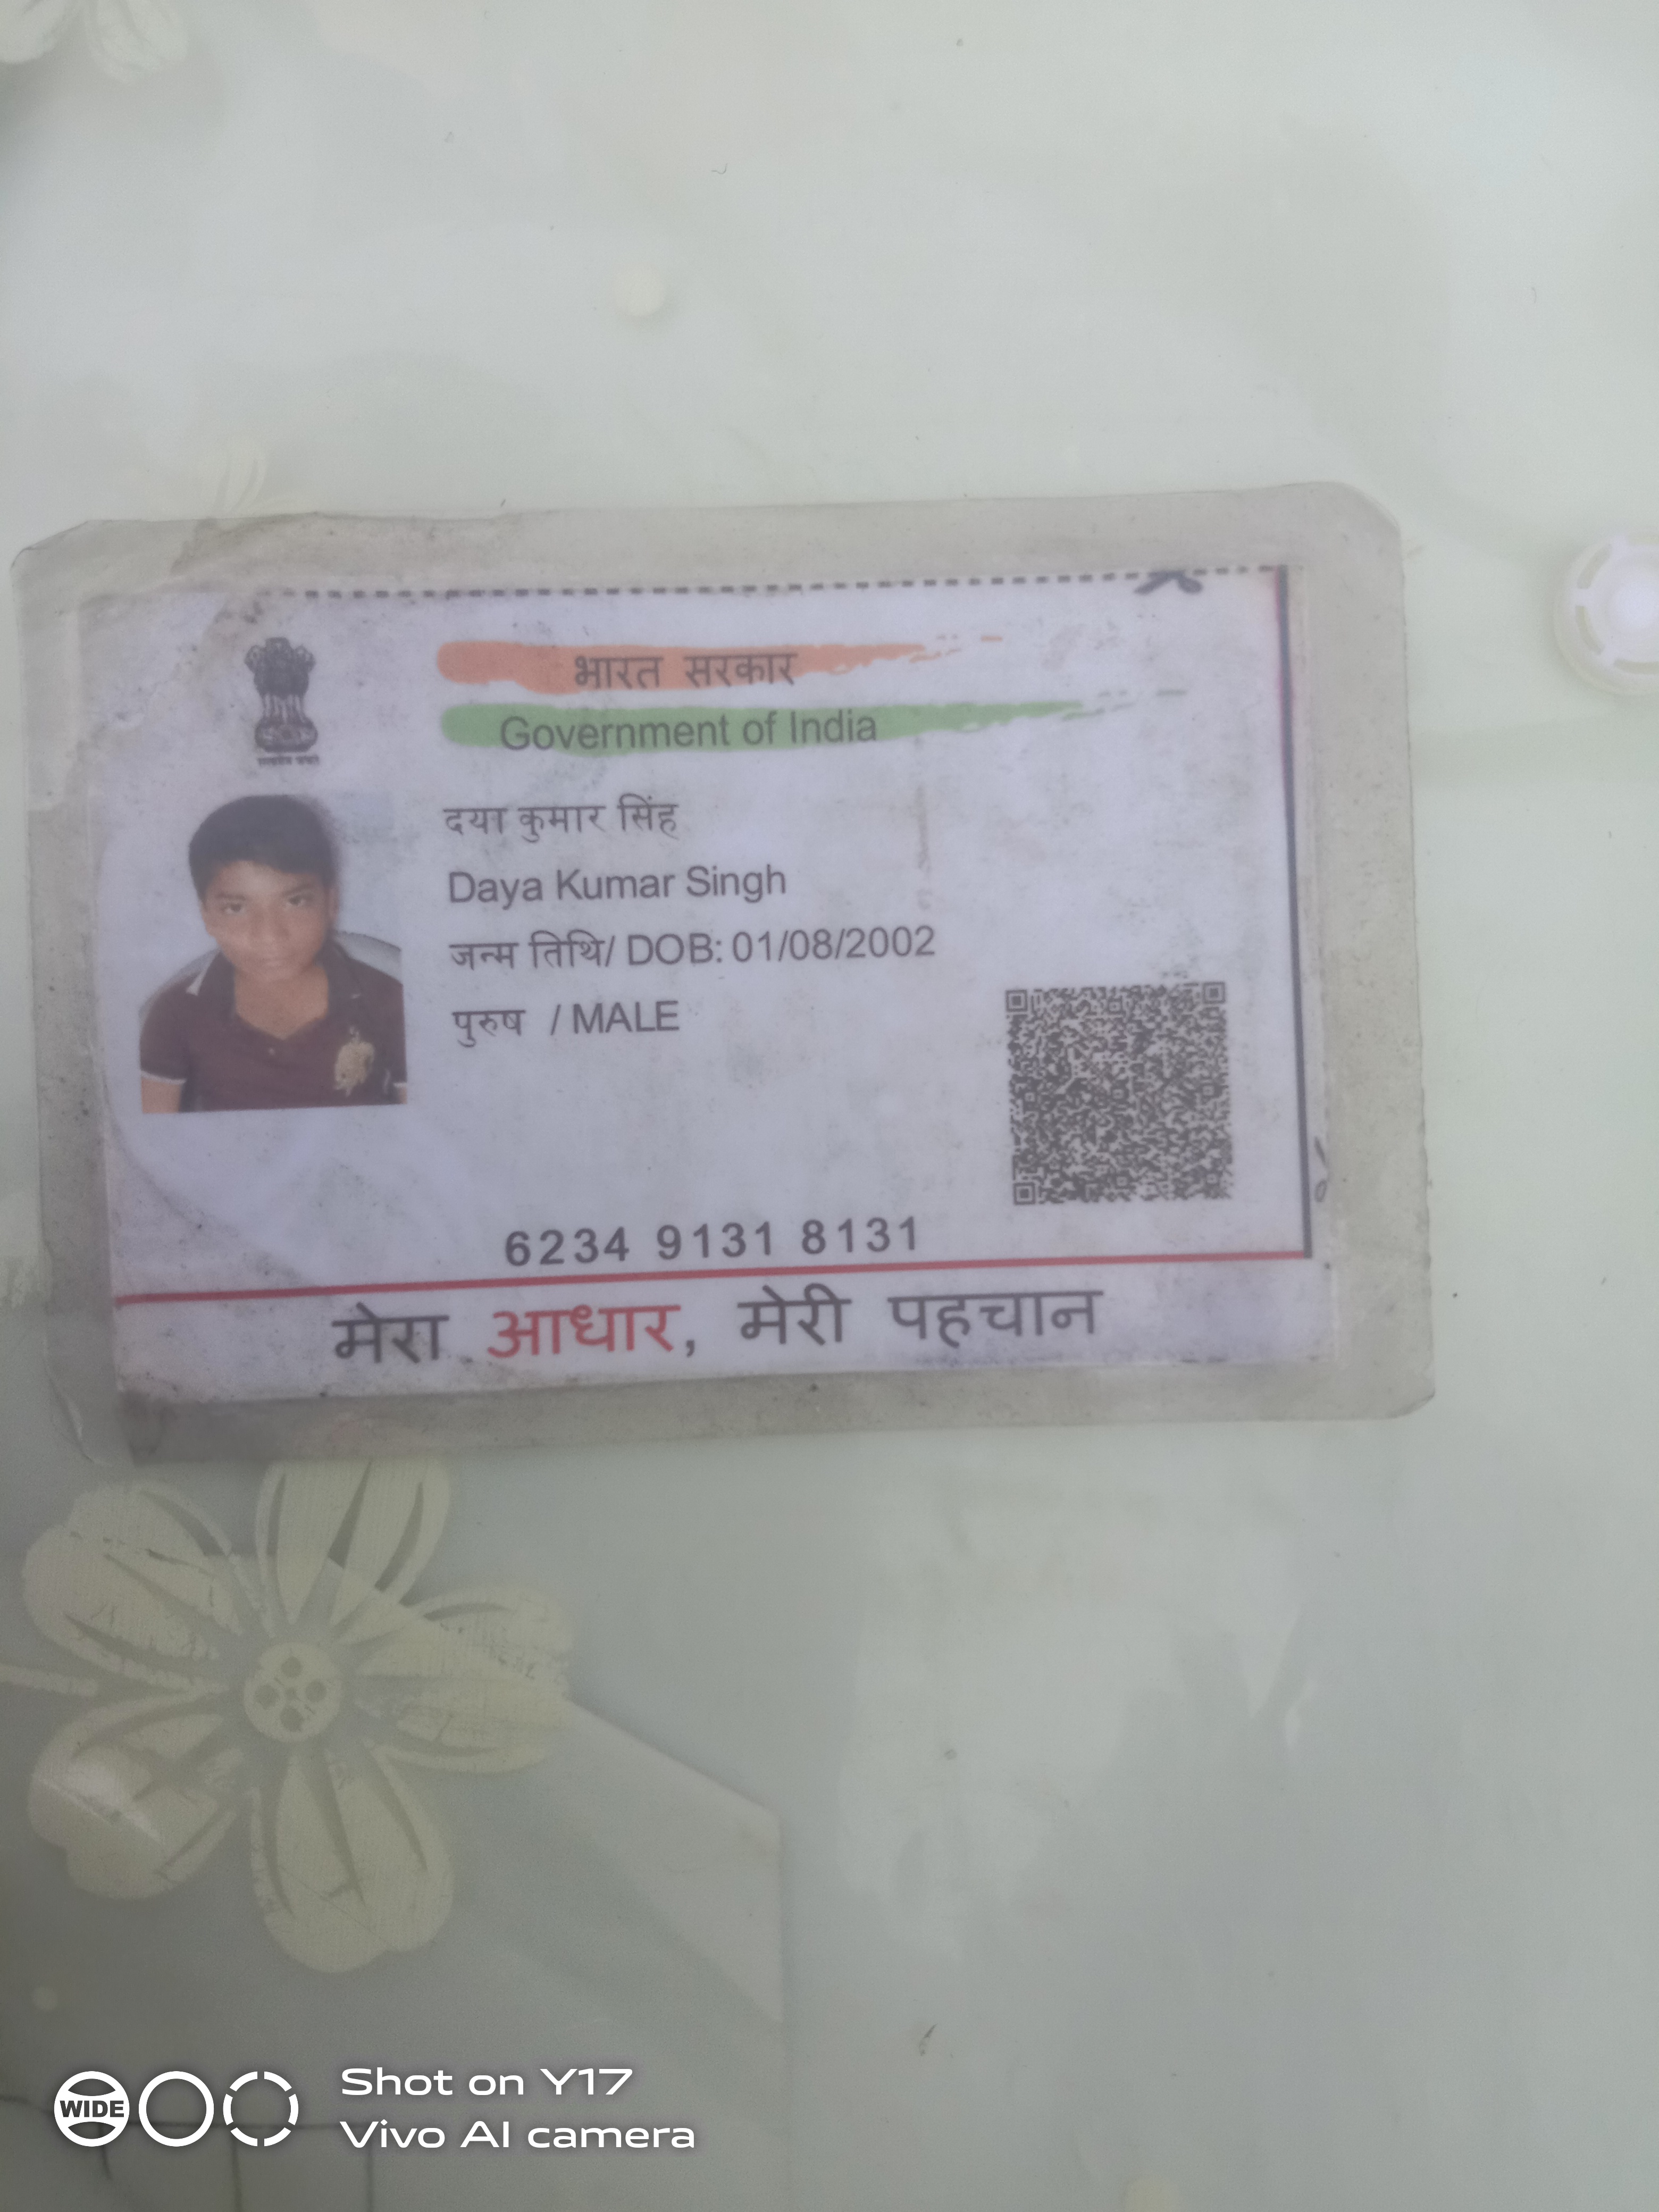 भारत सरकार
Government of India
दया कुमार सिंह
Daya Kumar Singh
जन्म तिथि/ DOB: 01/08/2002
पुरुष / MALE
6234 9131 8131
मेरा आधार, मेरी पहचान
WIDE
Shot on Y17
Vivo AI camera